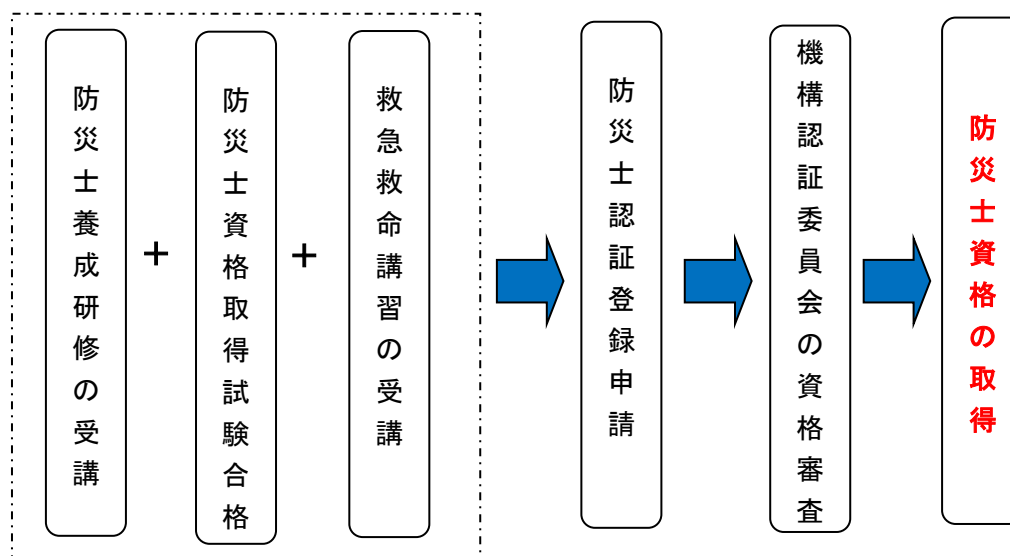 防災士養成研修の受講
+
防災士資格取得試験合格
+
救急救命講習の受講
防災士認証登録申請
機構認証委員会の資格審査
防災士資格の取得